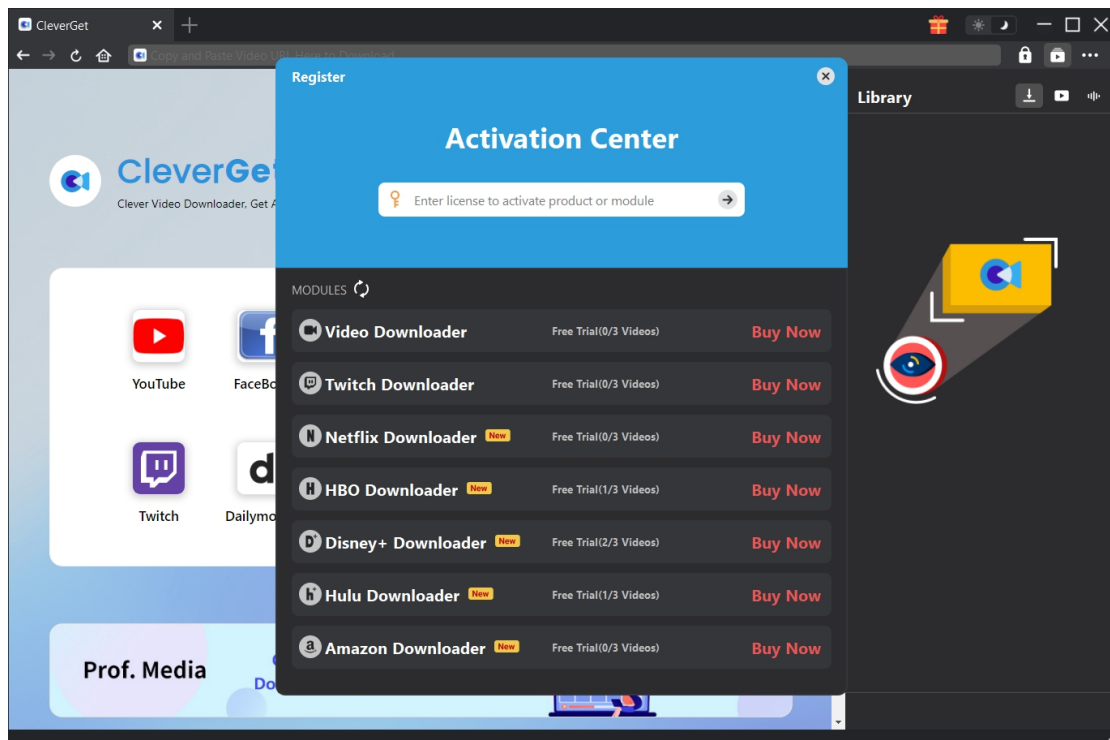 CleverGet
Copy and Paste Video URL Here to Download
Register
Library
Activation Center
CleverGet
Clever Video Downloader, Get
Enter license to activate product or module
MODULES
Video Downloader Free Trial(0/3 Videos) Buy Now
Twitch Downloader Free Trial(0/3 Videos) Buy Now
Netflix Downloader New Free Trial(0/3 Videos) Buy Now
HBO Downloader New Free Trial(1/3 Videos) Buy Now
Disney+ Downloader New Free Trial(2/3 Videos) Buy Now
Hulu Downloader New Free Trial(1/3 Videos) Buy Now
Amazon Downloader New Free Trial(0/3 Videos) Buy Now
YouTube FaceBo
Twitch Dailymo
Prof. Media
Do